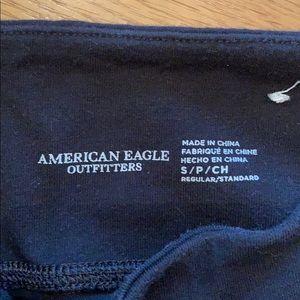 AMERICAN EAGLE
OUTFITTERS
MADE IN CHINA
FABRIQUÉ EN CHINE
HECHO EN CHINA
S/P/CH
REGULAR/STANDARD